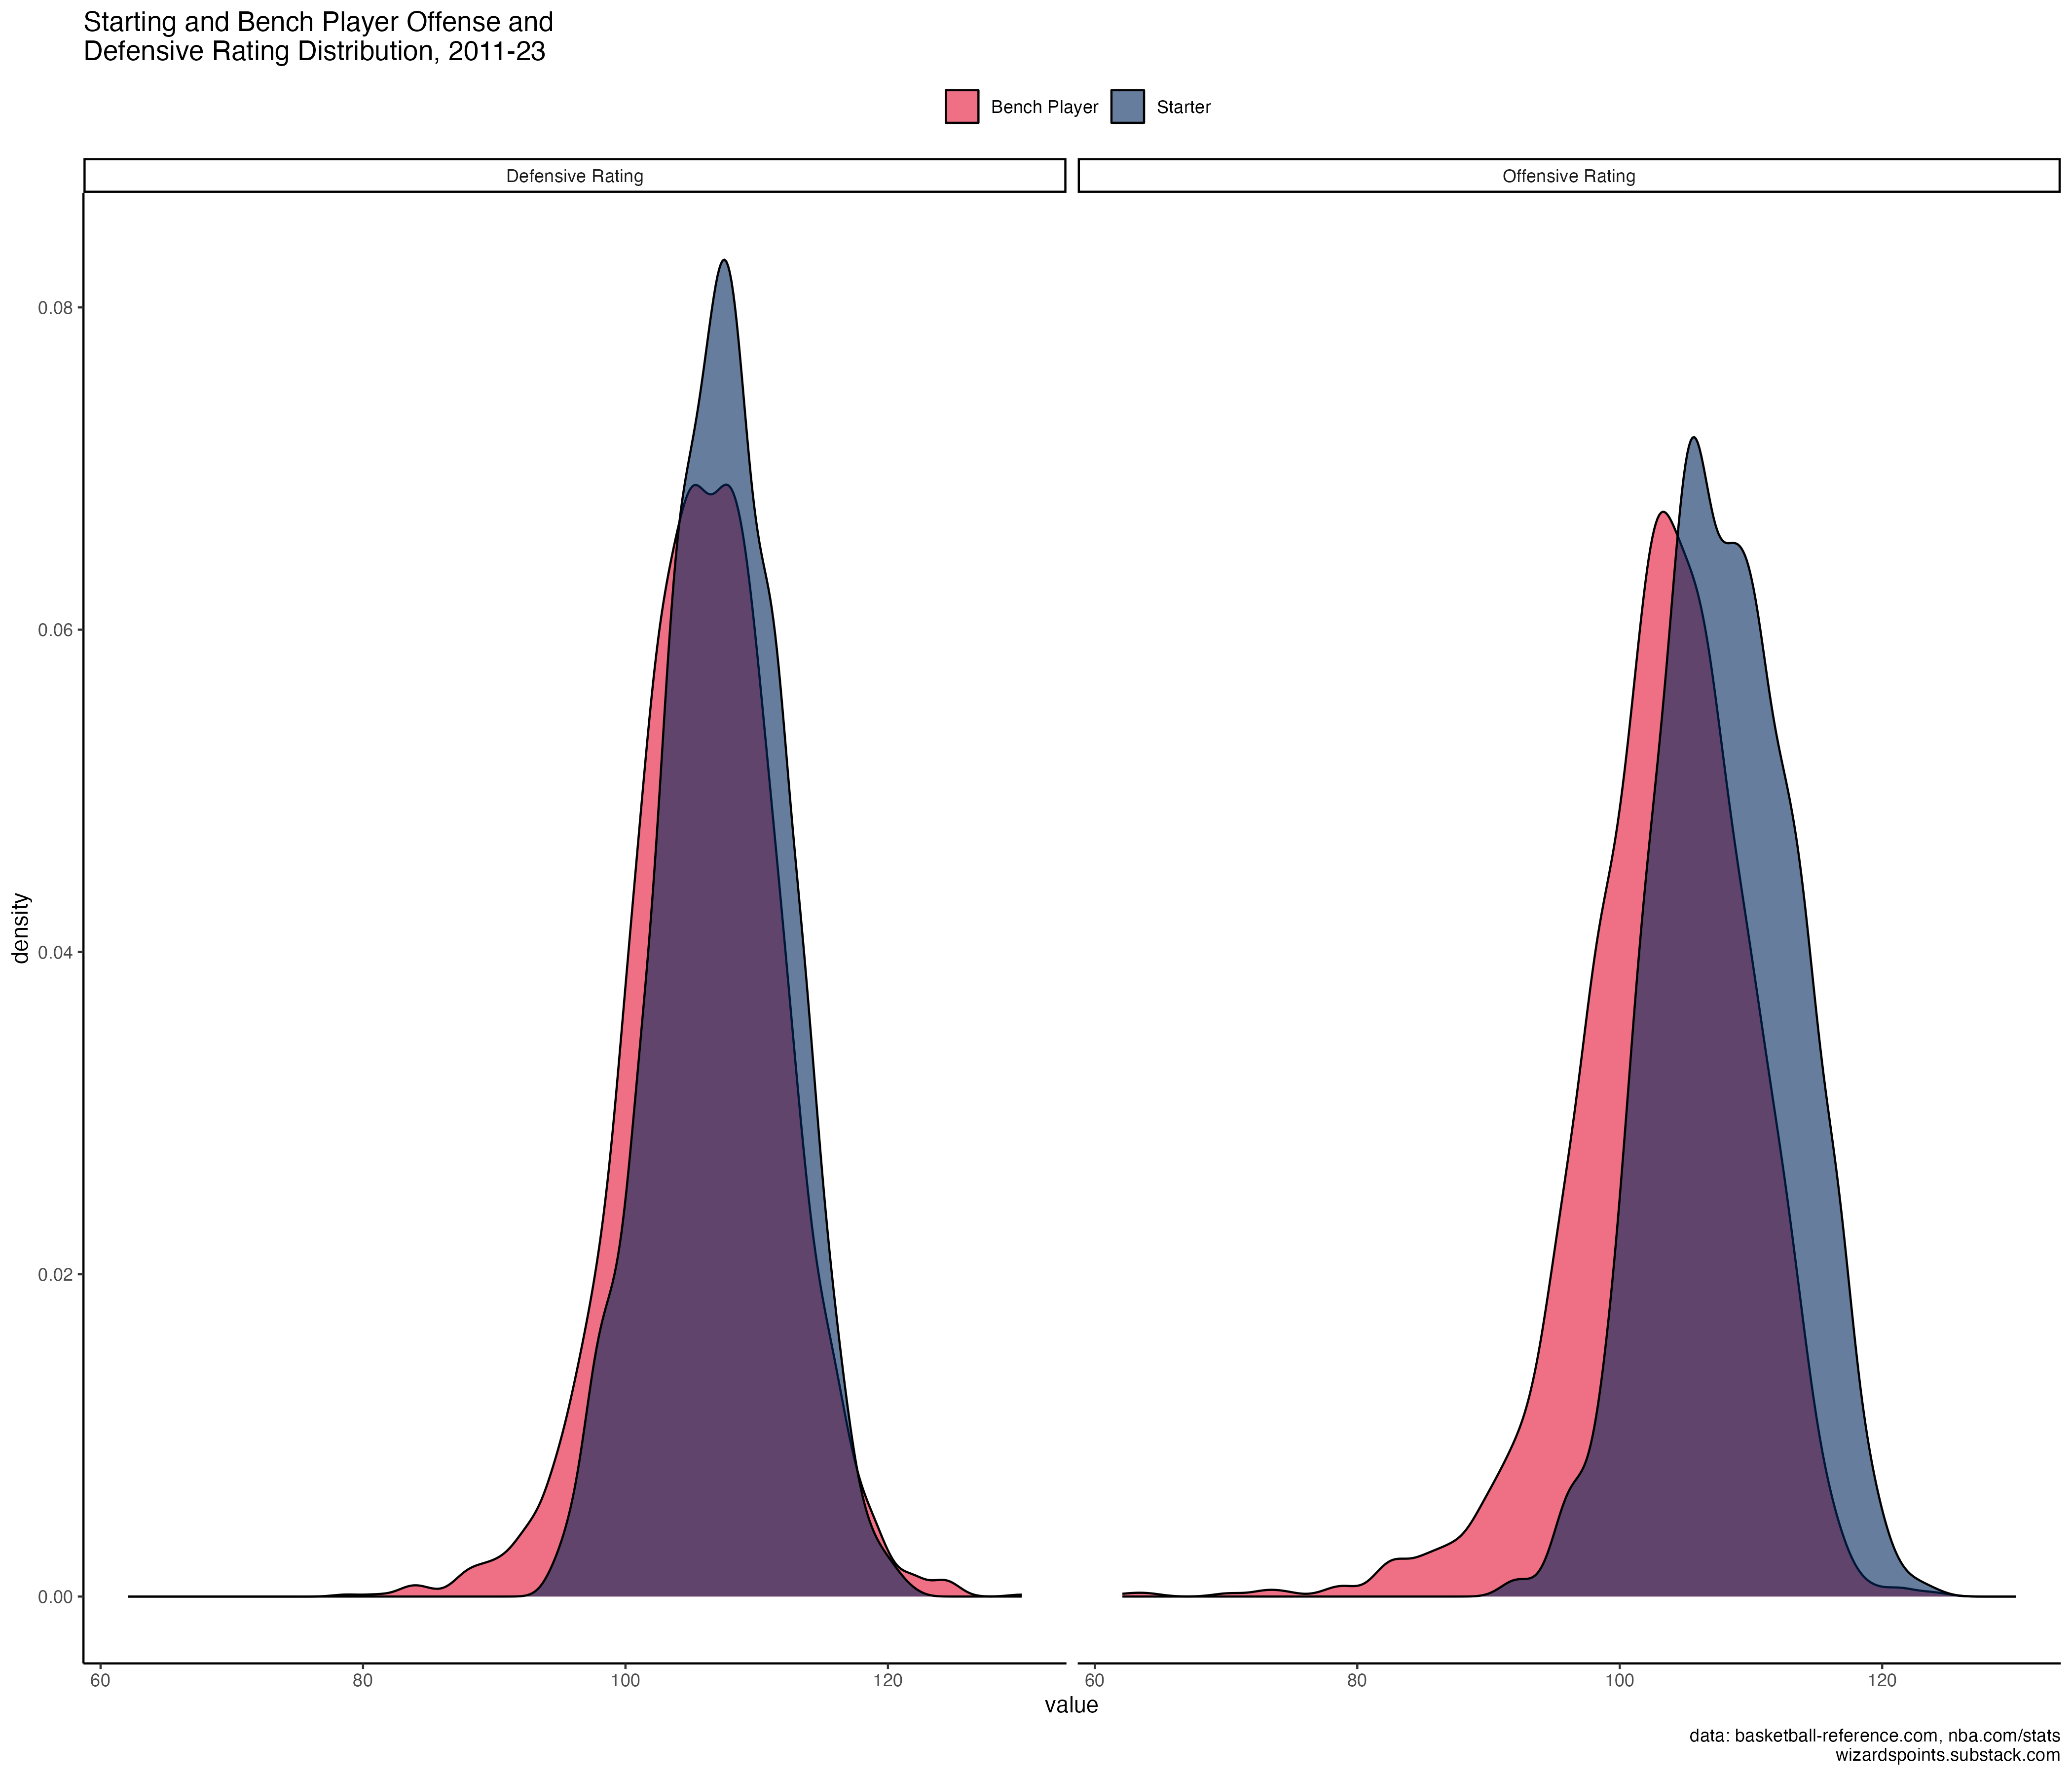 Starting and Bench Player Offense and
Defensive Rating Distribution, 2011-23
Bench Player Starter
Defensive Rating Offensive Rating
0.08
0.06
0.04
0.02
0.00
density
60 80 100 120 60 80 100 120
value
data: basketball-reference.com, nba.com/stats
wizardspoints.substack.com